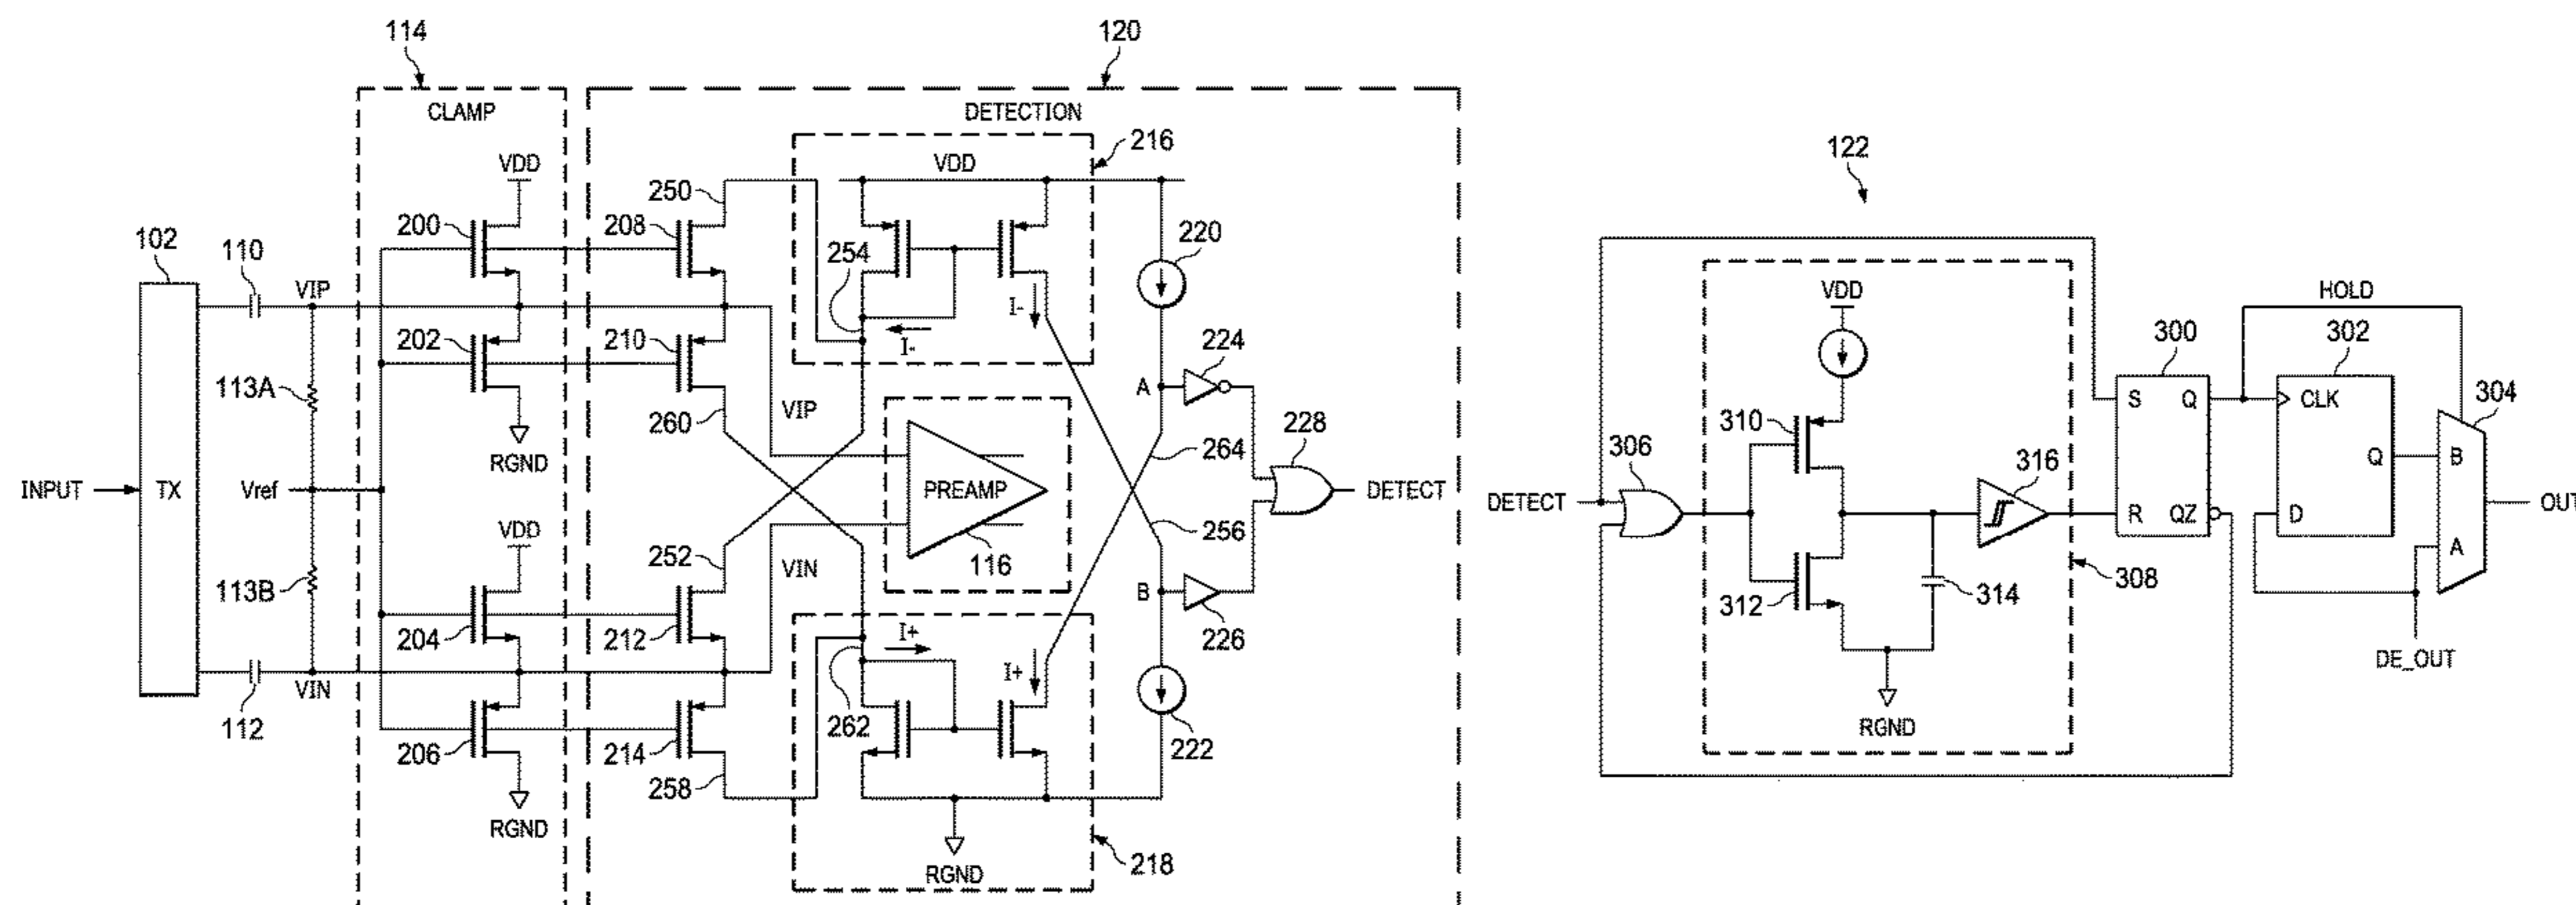 114
CLAMP
VDD
200
202
RGND
VDD
204
206
RGND
102
TX
INPUT
110
VIP
113A
Vref
113B
VIN
112
120
DETECTION
216
VDD
250
208
254
I-
I-
210
260
VIP
PREAMP
116
252
VIN
212
214
258
262
I+
I+
RGND
218
220
A
224
264
228
DETECT
256
B
226
222
122
DETECT
306
VDD
310
312
314
316
308
RGND
300
S
Q
R
QZ
HOLD
302
CLK
Q
D
304
B
A
OUT
DE_OUT